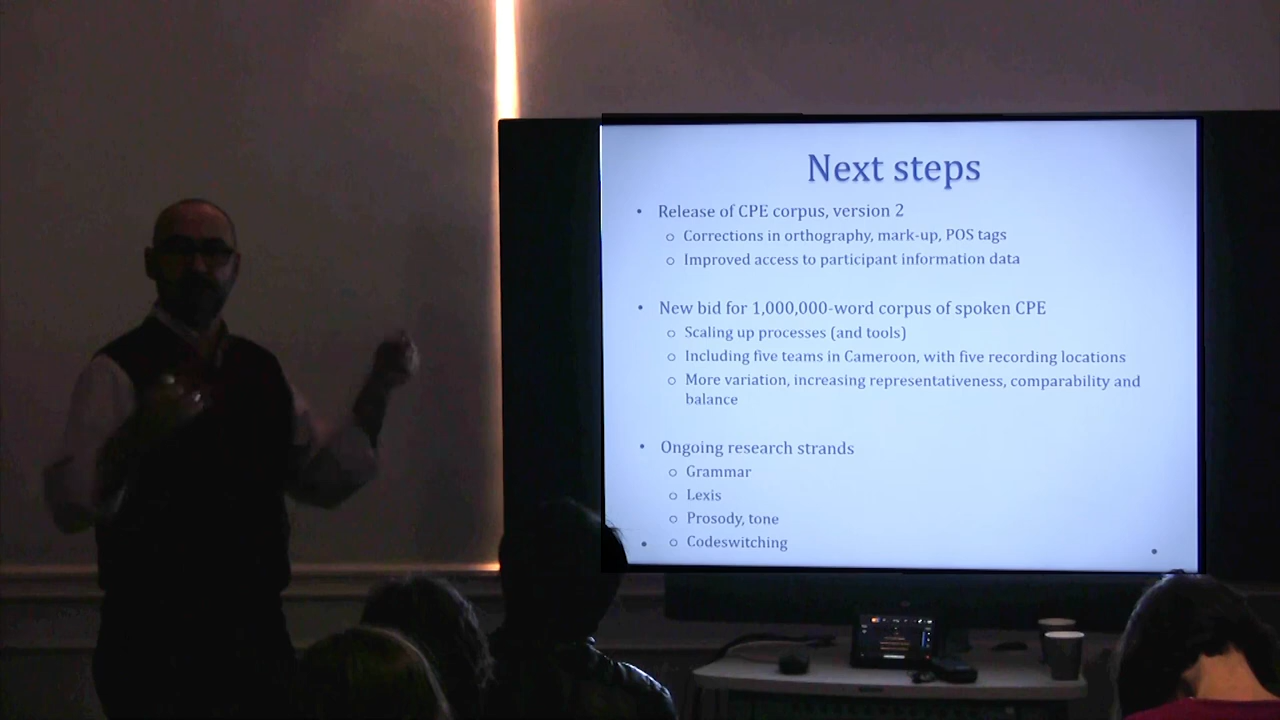 Next steps
• Release of CPE corpus, version 2
o Corrections in orthography, mark-up, POS tags
o Improved access to participant information data
• New bid for 1,000,000-word corpus of spoken CPE
o Scaling up processes (and tools)
o Including five teams in Cameroon, with five recording locations
o More variation, increasing representativeness, comparability and
balance
• Ongoing research strands
o Grammar
o Lexis
o Prosody, tone
o Codeswitching